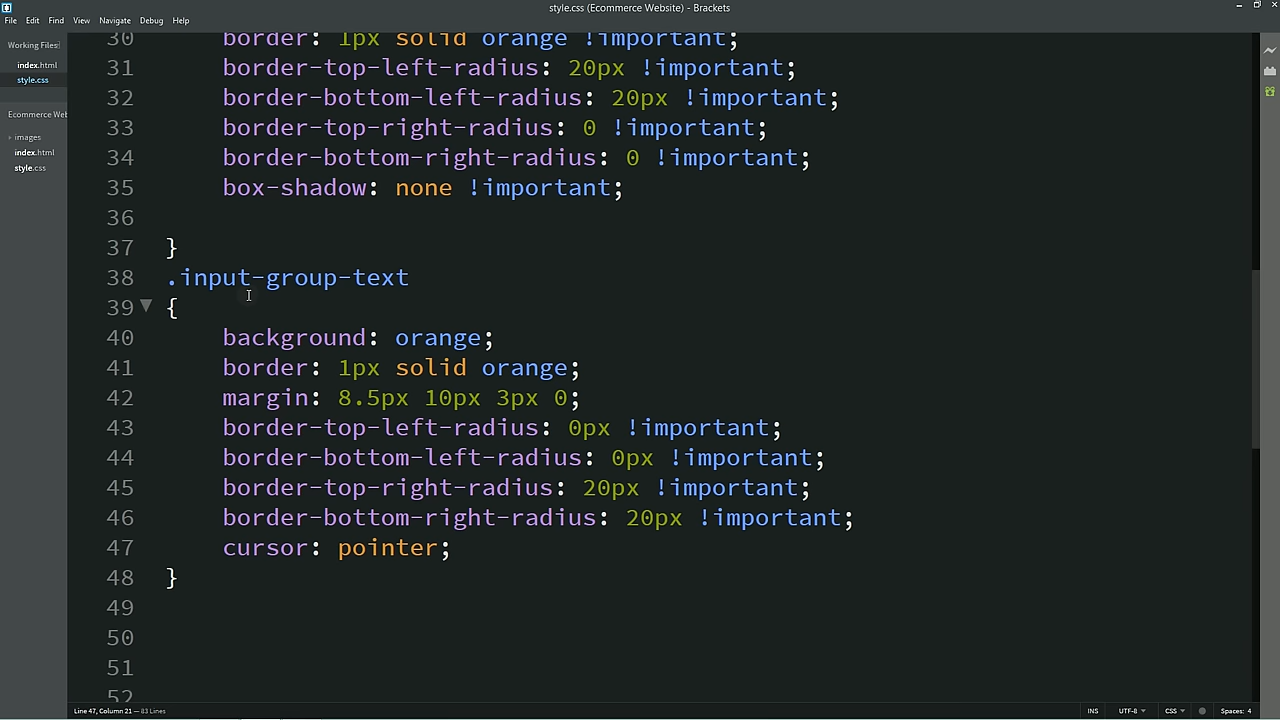 style.css (Ecommerce Website) - Brackets
File Edit Find View Navigate Debug Help
Working Files
index.html
style.css
Ecommerce Web
images
index.html
style.css
30 border: 1px solid orange !important;
31 border-top-left-radius: 20px !important;
32 border-bottom-left-radius: 20px !important;
33 border-top-right-radius: 0 !important;
34 border-bottom-right-radius: 0 !important;
35 box-shadow: none !important;
36
37 }
38 .input-group-text
39 {
40 background: orange;
41 border: 1px solid orange;
42 margin: 8.5px 10px 3px 0;
43 border-top-left-radius: 0px !important;
44 border-bottom-left-radius: 0px !important;
45 border-top-right-radius: 20px !important;
46 border-bottom-right-radius: 20px !important;
47 cursor: pointer;
48 }
49
50
51
52
Line 47, Column 21 — 83 Lines
INS UTF-8 CSS Spaces: 4